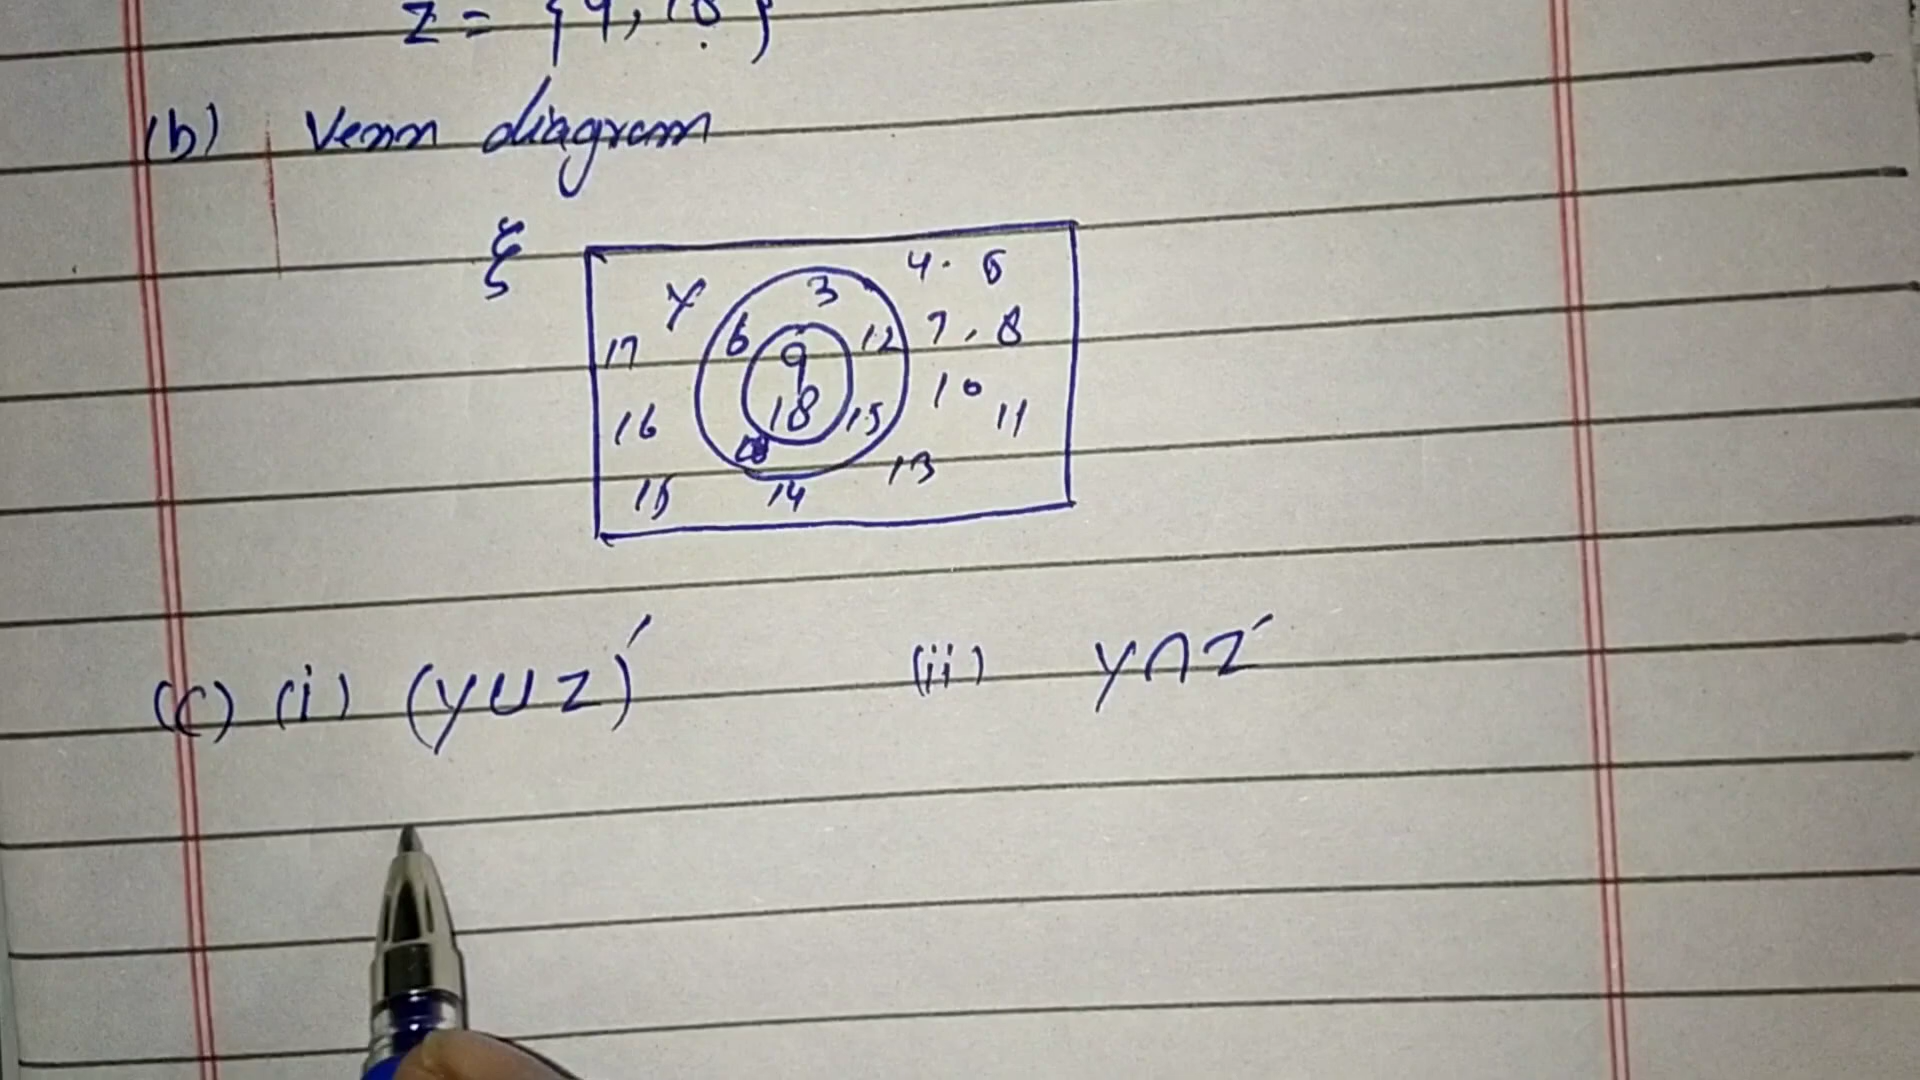 z = {9, 18}
(b) Venn diagram
ξ
Y 3 4. 5
17 6 9 12 7, 8
16 18 15 10 11
15 14 13
(c) (i) (Y∪Z)′ (ii) Y∩Z′